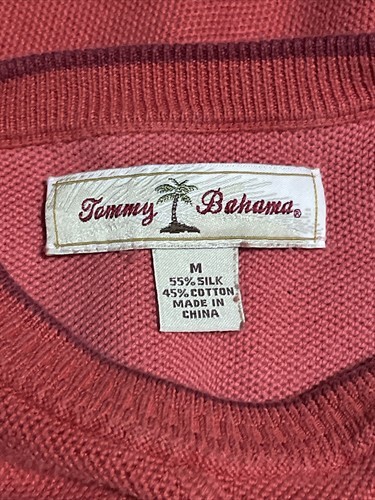 Tommy Bahama®
M
55% SILK
45% COTTON
MADE IN
CHINA